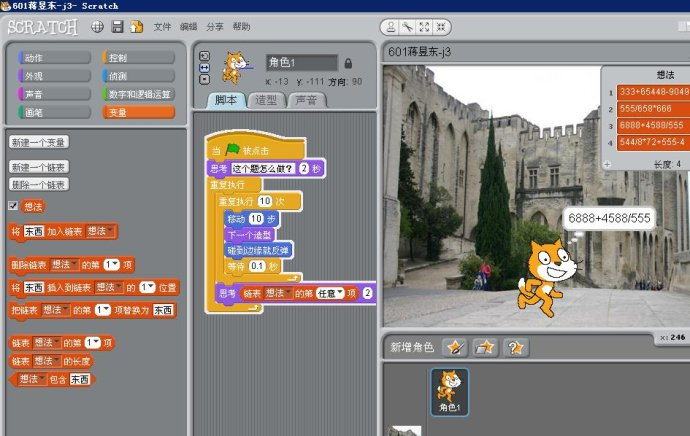 601蒋昱东-j3- Scratch
SCRATCH 文件 编辑 分享 帮助
动作 控制
外观 侦测
声音 数字和逻辑运算
画笔 变量
新建一个变量
新建一个链表
删除一个链表
想法
将 东西 加入链表 想法
删除链表 想法 的第 1 项
将 东西 插入到链表 想法 的 1 位置
把链表 想法 的第 1 项替换为 东西
链表 想法 的第 1 项
链表 想法 的长度
想法 包含 东西
角色1
x: -13 y: -111 方向: 90
脚本 造型 声音
当 被点击
思考 这个题怎么做? 2 秒
重复执行
重复执行 10 次
移动 10 步
下一个造型
碰到边缘就反弹
等待 0.1 秒
思考 链表 想法 的第 任意 项 2
601蒋昱东-j3
想法
1 333+65448-9049
2 555/658*666
3 6888+4588/555
4 544/8*72+555-4
+ 长度: 4
6888+4588/555
x: 246
新增角色
角色1